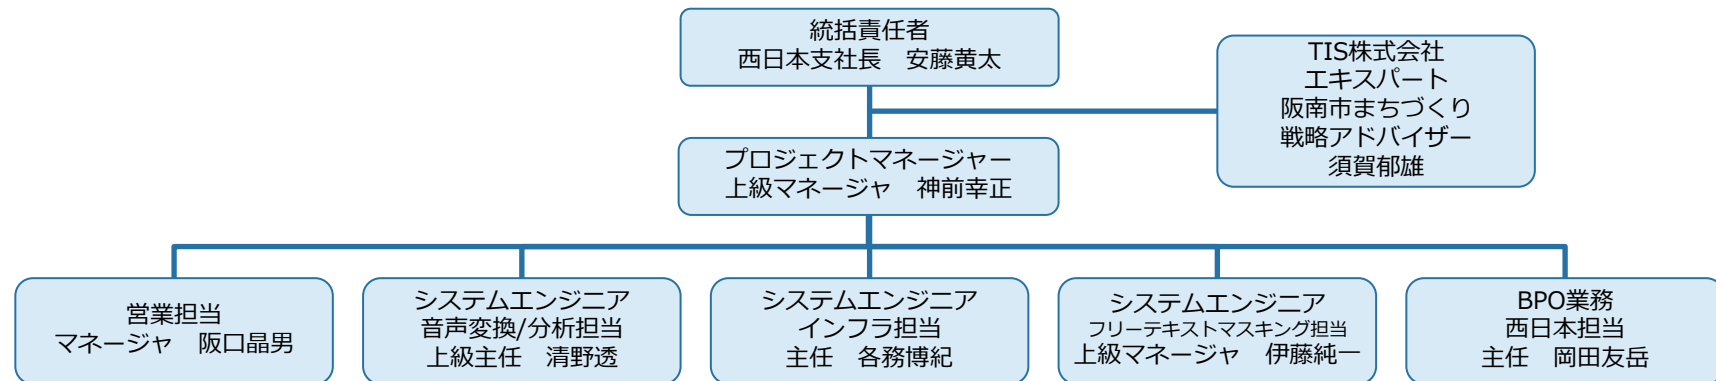 統括責任者
西日本支社長　安藤黄太
TIS株式会社
エキスパート
阪南市まちづくり
戦略アドバイザー
須賀郁雄
プロジェクトマネージャー
上級マネージャ　神前幸正
営業担当
マネージャ　阪口晶男
システムエンジニア
音声変換/分析担当
上級主任　清野透
システムエンジニア
インフラ担当
主任　各務博紀
システムエンジニア
フリーテキストマスキング担当
上級マネージャ　伊藤純一
BPO業務
西日本担当
主任　岡田友岳